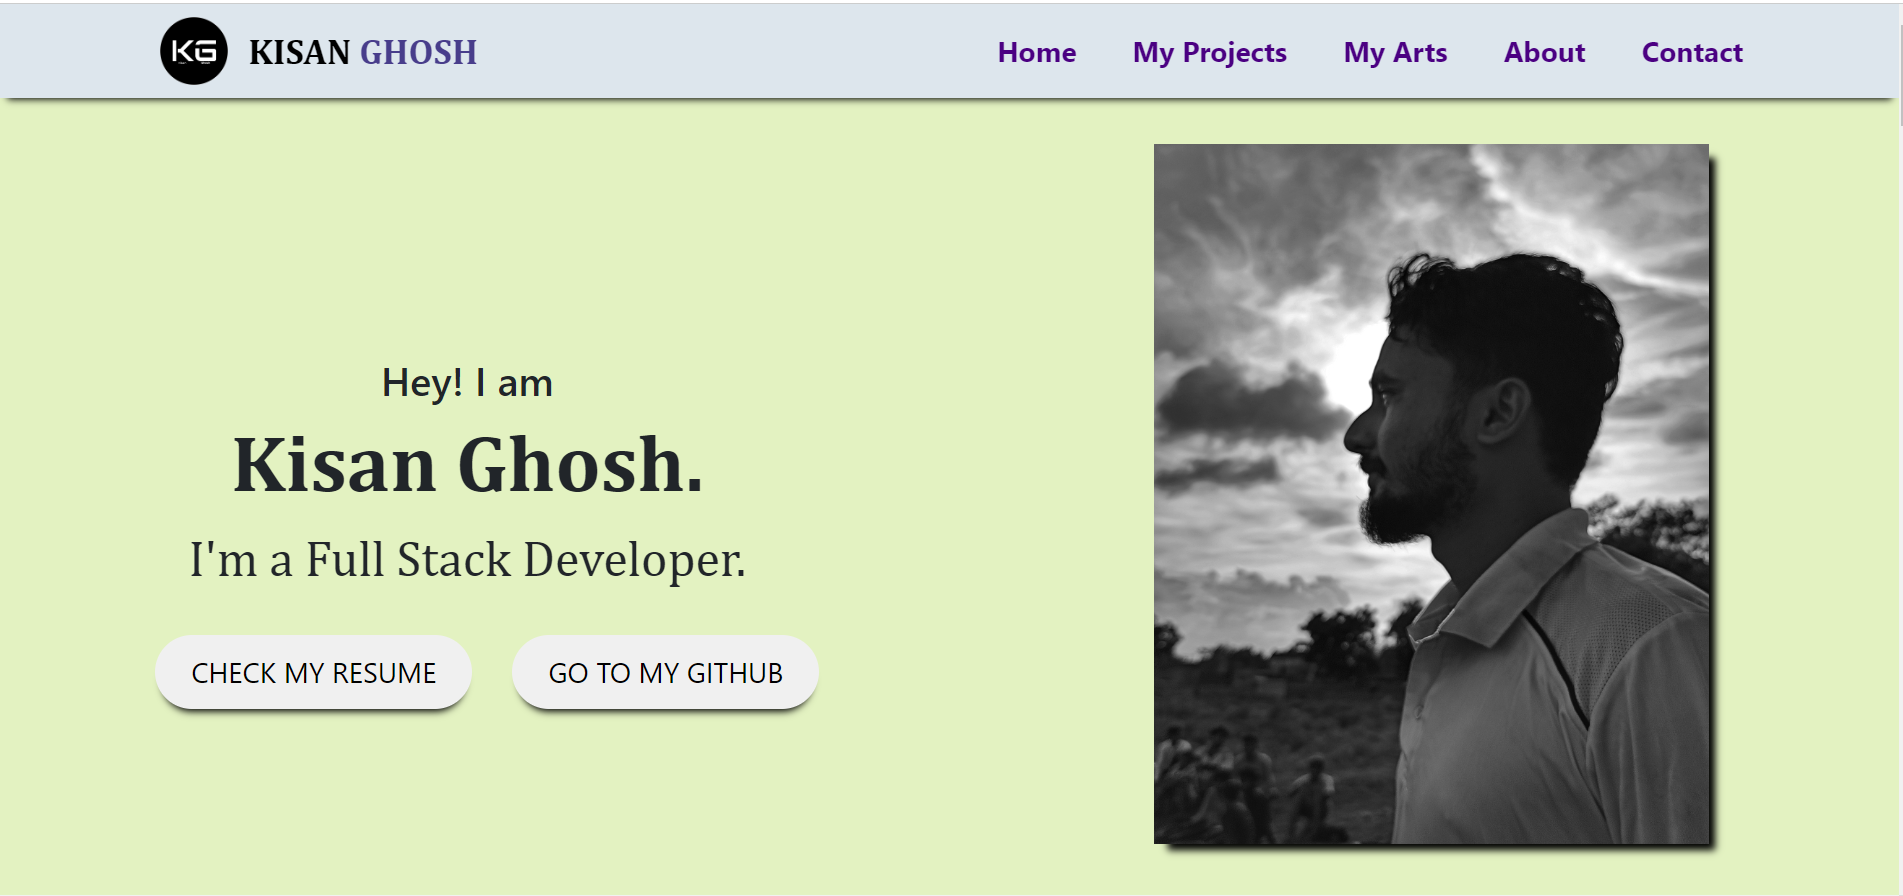 KG
KISAN GHOSH
Home
My Projects
My Arts
About
Contact
Hey! I am
Kisan Ghosh.
I'm a Full Stack Developer.
CHECK MY RESUME
GO TO MY GITHUB